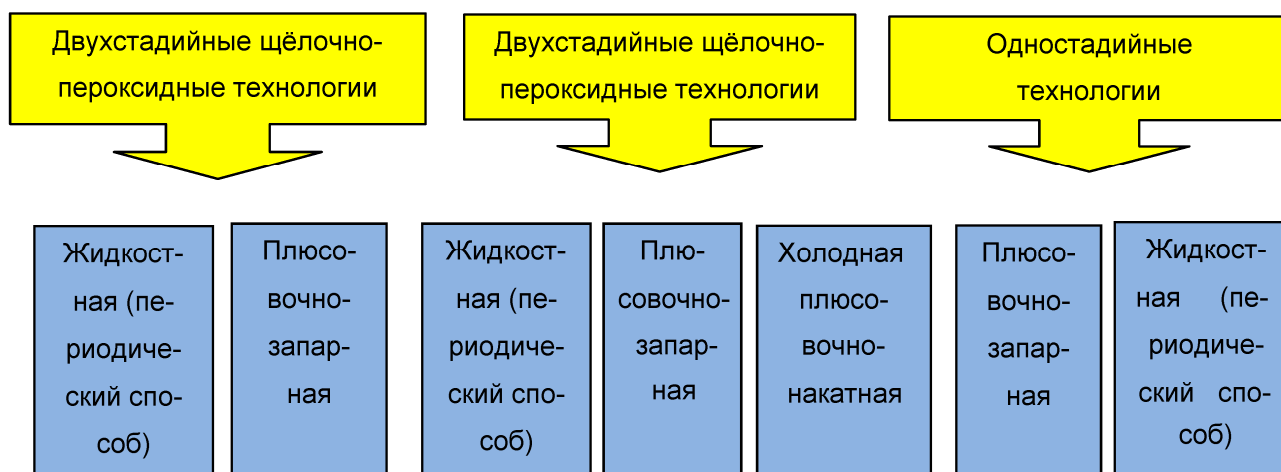 Двухстадийные щёлочно-
пероксидные технологии
Двухстадийные щёлочно-
пероксидные технологии
Одностадийные
технологии
Жидкост-
ная (пе-
риодиче-
ский спо-
соб)
Плюсо-
вочно-
запар-
ная
Жидкост-
ная (пе-
риодиче-
ский спо-
соб)
Плю-
совочно-
запар-
ная
Холодная
плюсо-
вочно-
накатная
Плюсо-
вочно-
запар-
ная
Жидкост-
ная (пе-
риодиче-
ский спо-
соб)